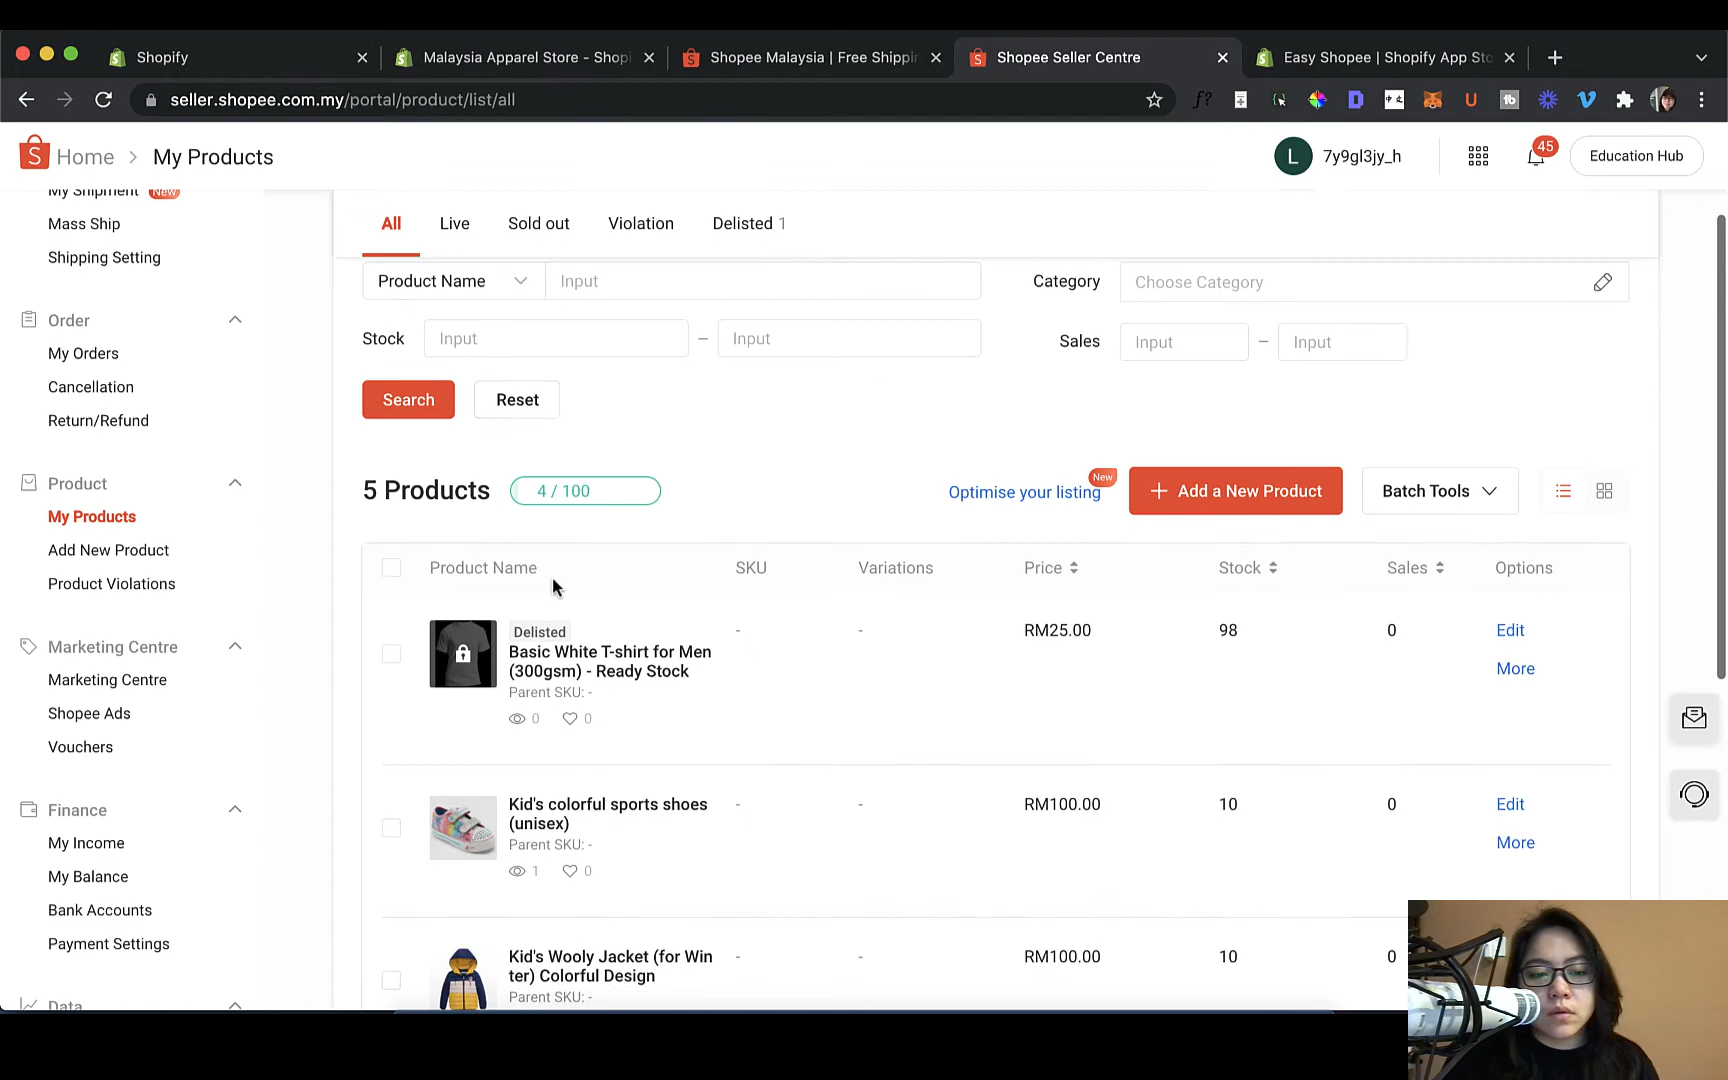 Shopify
Malaysia Apparel Store - Shopi
Shopee Malaysia | Free Shippin
Shopee Seller Centre
Easy Shopee | Shopify App Sto
seller.shopee.com.my/portal/product/list/all
Home > My Products
L 7y9gl3jy_h
45
Education Hub
My Shipment New
Mass Ship
Shipping Setting
Order
My Orders
Cancellation
Return/Refund
Product
My Products
Add New Product
Product Violations
Marketing Centre
Marketing Centre
Shopee Ads
Vouchers
Finance
My Income
My Balance
Bank Accounts
Payment Settings
Data
All Live Sold out Violation Delisted 1
Product Name Input
Category Choose Category
Stock Input – Input
Sales Input – Input
Search Reset
5 Products 4 / 100
Optimise your listing New
+ Add a New Product
Batch Tools
Product Name SKU Variations Price Stock Sales Options
Delisted
Basic White T-shirt for Men
(300gsm) - Ready Stock
Parent SKU: -
0 0
- - RM25.00 98 0 Edit
More
Kid's colorful sports shoes
(unisex)
Parent SKU: -
1 0
- - RM100.00 10 0 Edit
More
Kid's Wooly Jacket (for Win
ter) Colorful Design
Parent SKU: -
- - RM100.00 10 0